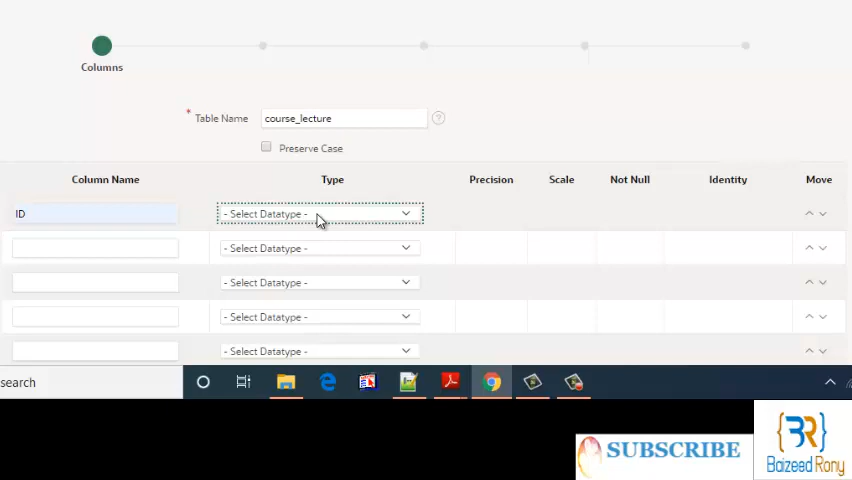 Columns
* Table Name course_lecture ?
Preserve Case
Column Name Type Precision Scale Not Null Identity Move
ID - Select Datatype -
- Select Datatype -
- Select Datatype -
- Select Datatype -
- Select Datatype -
search
SUBSCRIBE
{BR}
Baizeed Rony